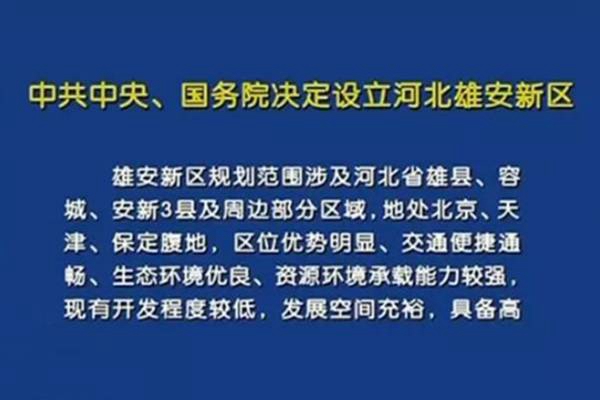 中共中央、国务院决定设立河北雄安新区
雄安新区规划范围涉及河北省雄县、容
城、安新3县及周边部分区域,地处北京、天
津、保定腹地，区位优势明显、交通便捷通
畅、生态环境优良、资源环境承载能力较强，
现有开发程度较低，发展空间充裕，具备高